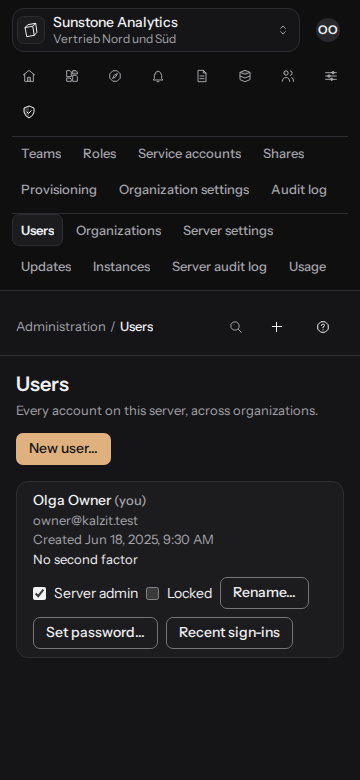 Sunstone Analytics
Vertrieb Nord und Süd
OO
Teams Roles Service accounts Shares
Provisioning Organization settings Audit log
Users Organizations Server settings
Updates Instances Server audit log Usage
Administration / Users
Users
Every account on this server, across organizations.
New user...
Olga Owner (you)
owner@kalzit.test
Created Jun 18, 2025, 9:30 AM
No second factor
Server admin Locked Rename...
Set password... Recent sign-ins